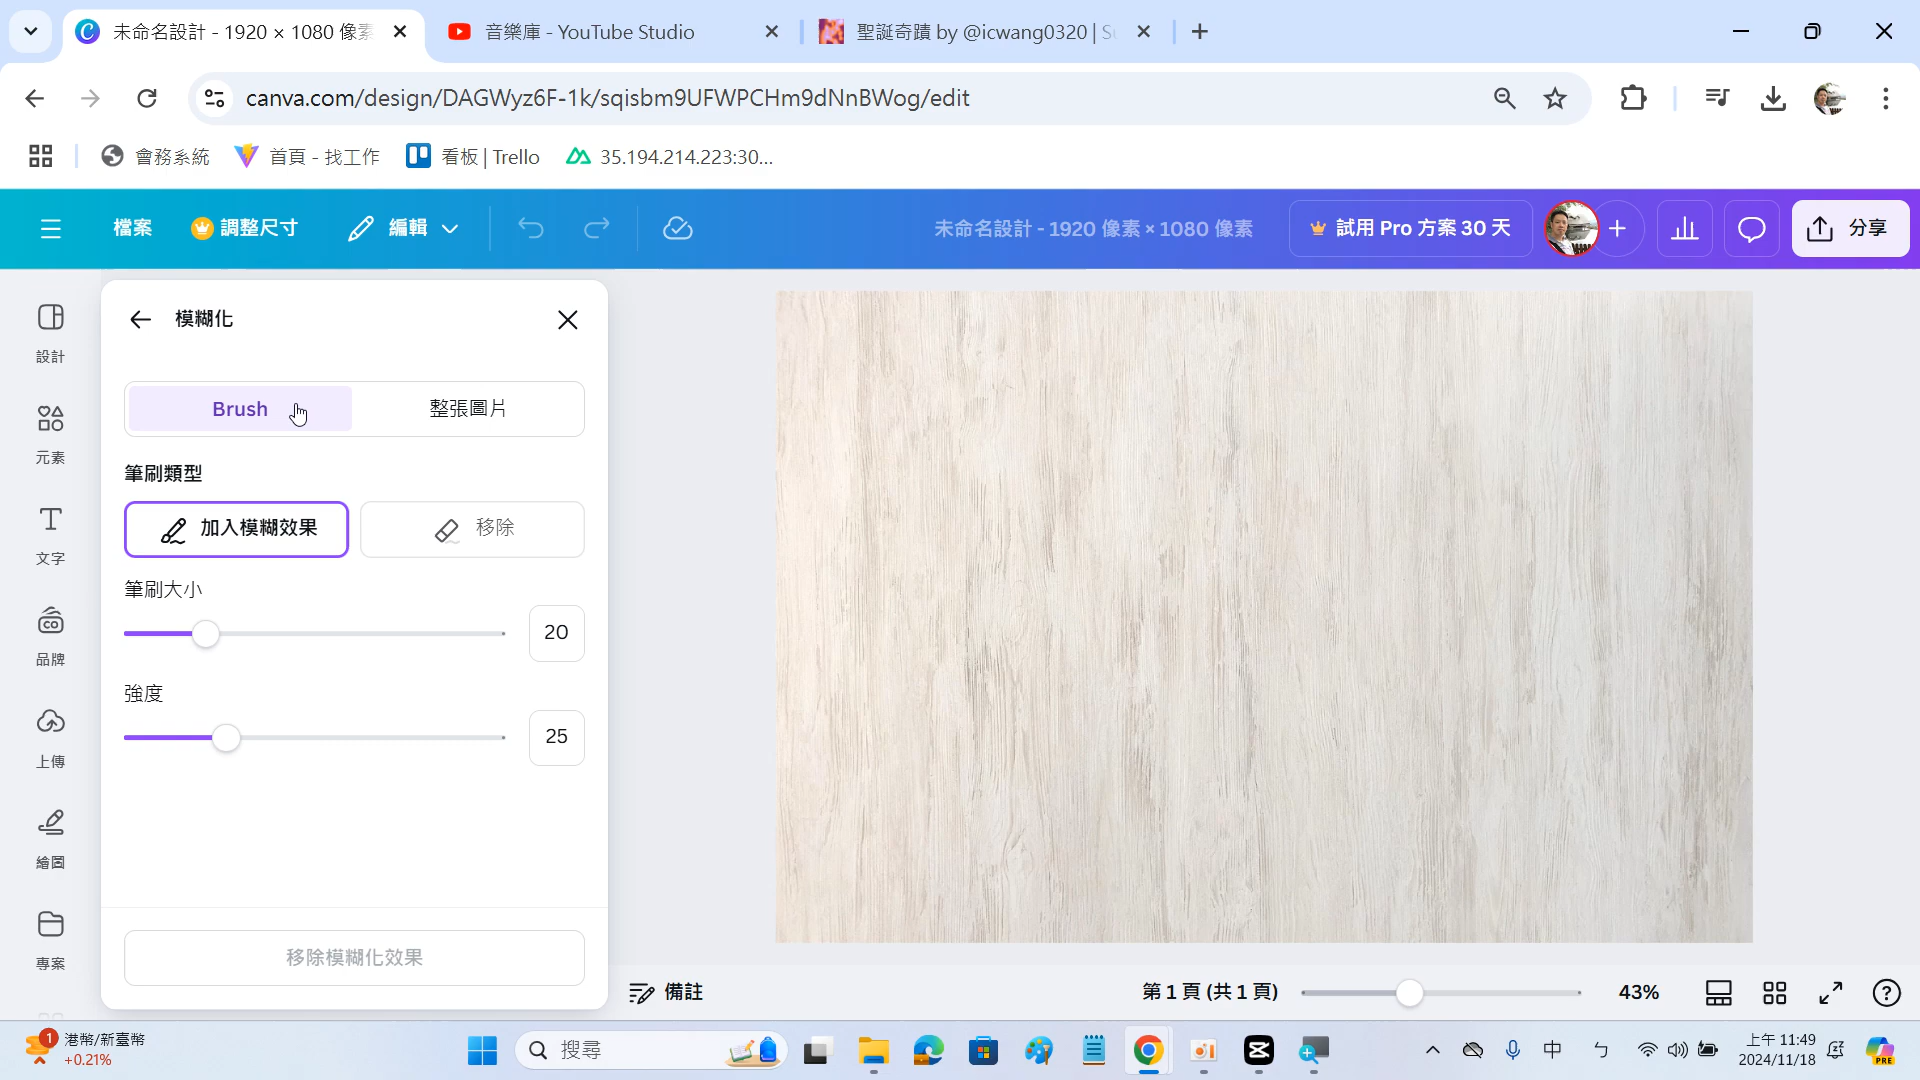 未命名設計 - 1920 × 1080 像素
音樂庫 - YouTube Studio
聖誕奇蹟 by @icwang0320 | Su
canva.com/design/DAGWyz6F-1k/sqisbm9UFWPCHm9dNnBWog/edit
會務系統
首頁 - 找工作
看板 | Trello
35.194.214.223:30...
檔案
調整尺寸
編輯
未命名設計 - 1920 像素 × 1080 像素
試用 Pro 方案 30 天
分享
設計
元素
文字
品牌
上傳
繪圖
專案
模糊化
Brush
整張圖片
筆刷類型
加入模糊效果
移除
筆刷大小
20
強度
25
移除模糊化效果
備註
第 1 頁 (共 1 頁)
43%
1
港幣/新臺幣
+0.21%
搜尋
中
ㄅ
上午 11:49
2024/11/18
PRE